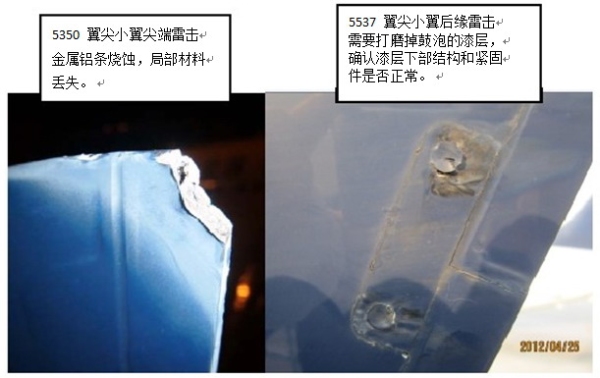 5350 翼尖小翼尖端雷击
金属铝条烧蚀，局部材料
丢失。
5537 翼尖小翼后缘雷击
需要打磨掉鼓泡的漆层，
确认漆层下部结构和紧固
件是否正常。
2012/04/25